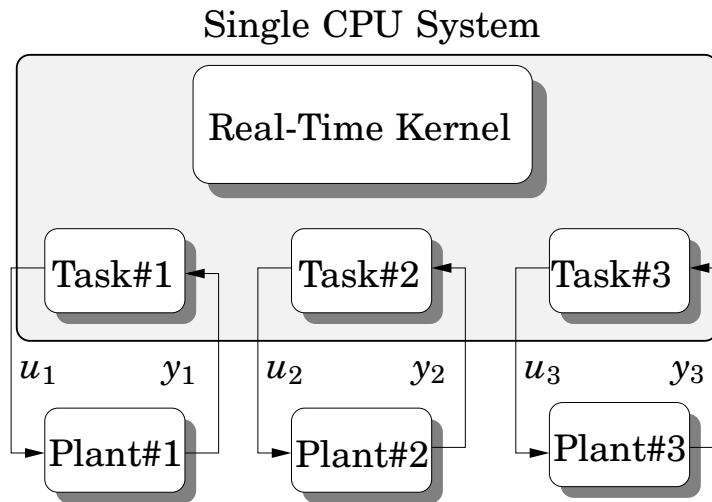 Single CPU System
Real-Time Kernel
Task#1 Task#2 Task#3
u₁ y₁ u₂ y₂ u₃ y₃
Plant#1 Plant#2 Plant#3